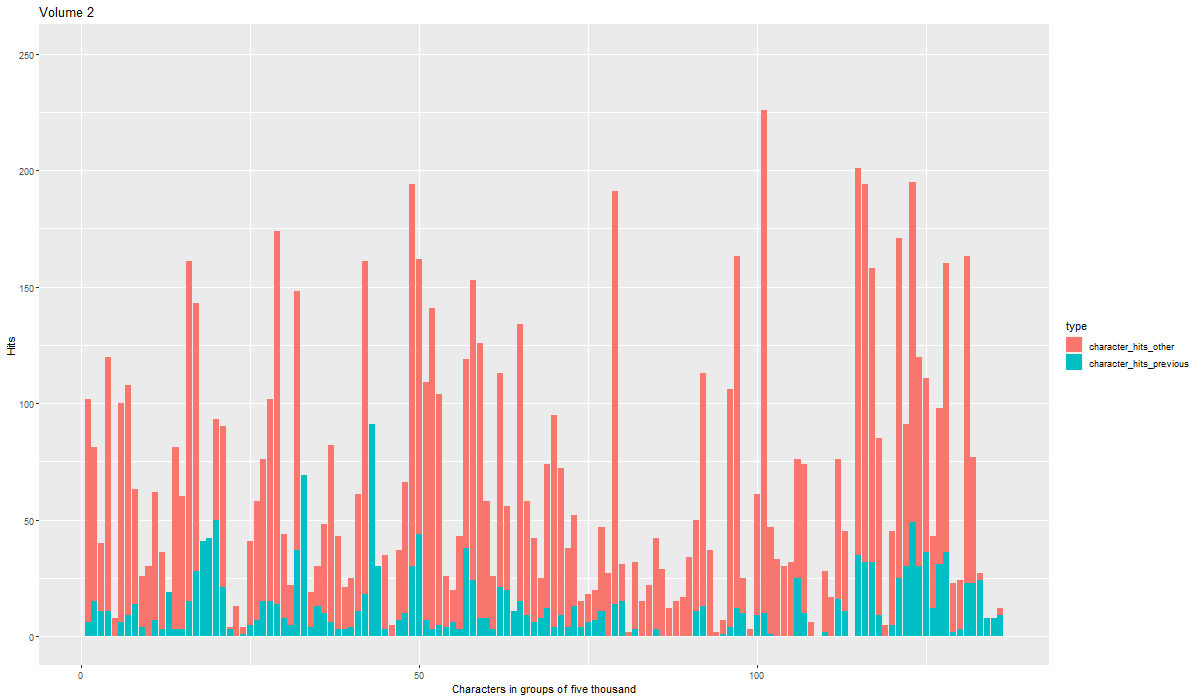 Volume 2
250
200
150
100
50
0
Hits
0 50 100
Characters in groups of five thousand
type
character_hits_other
character_hits_previous